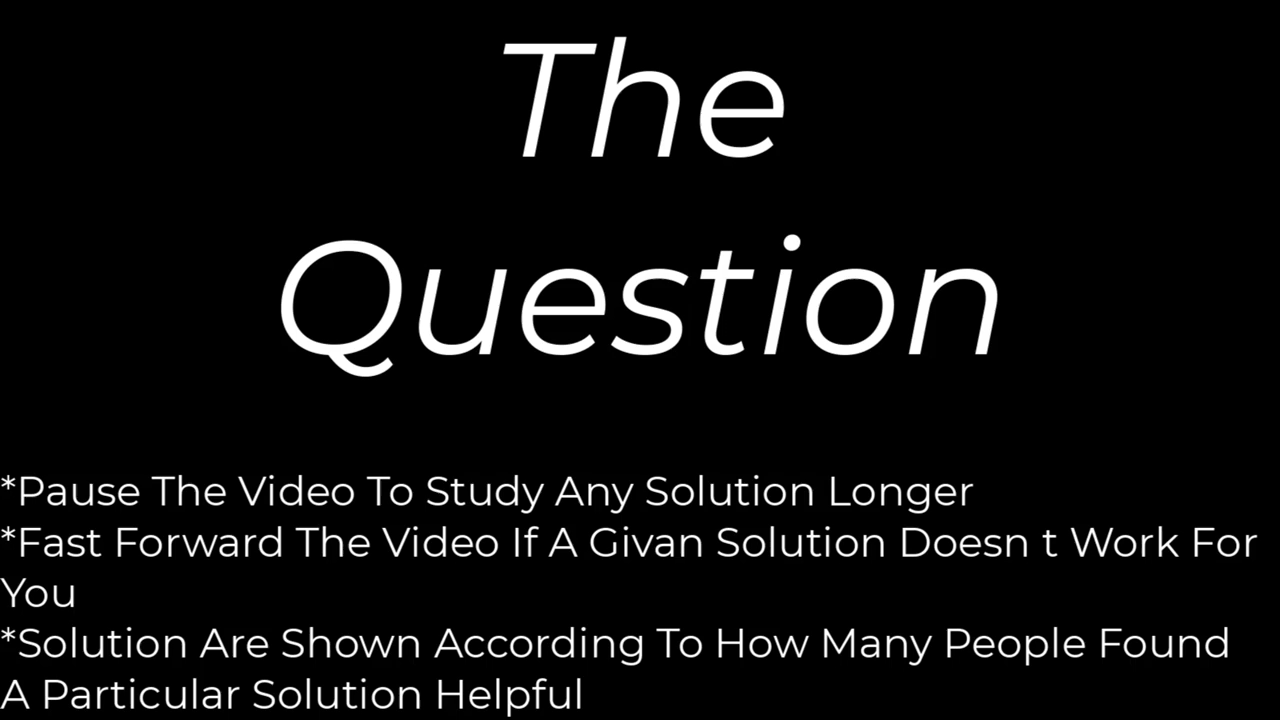 The
Question
*Pause The Video To Study Any Solution Longer
*Fast Forward The Video If A Givan Solution Doesn t Work For
You
*Solution Are Shown According To How Many People Found
A Particular Solution Helpful